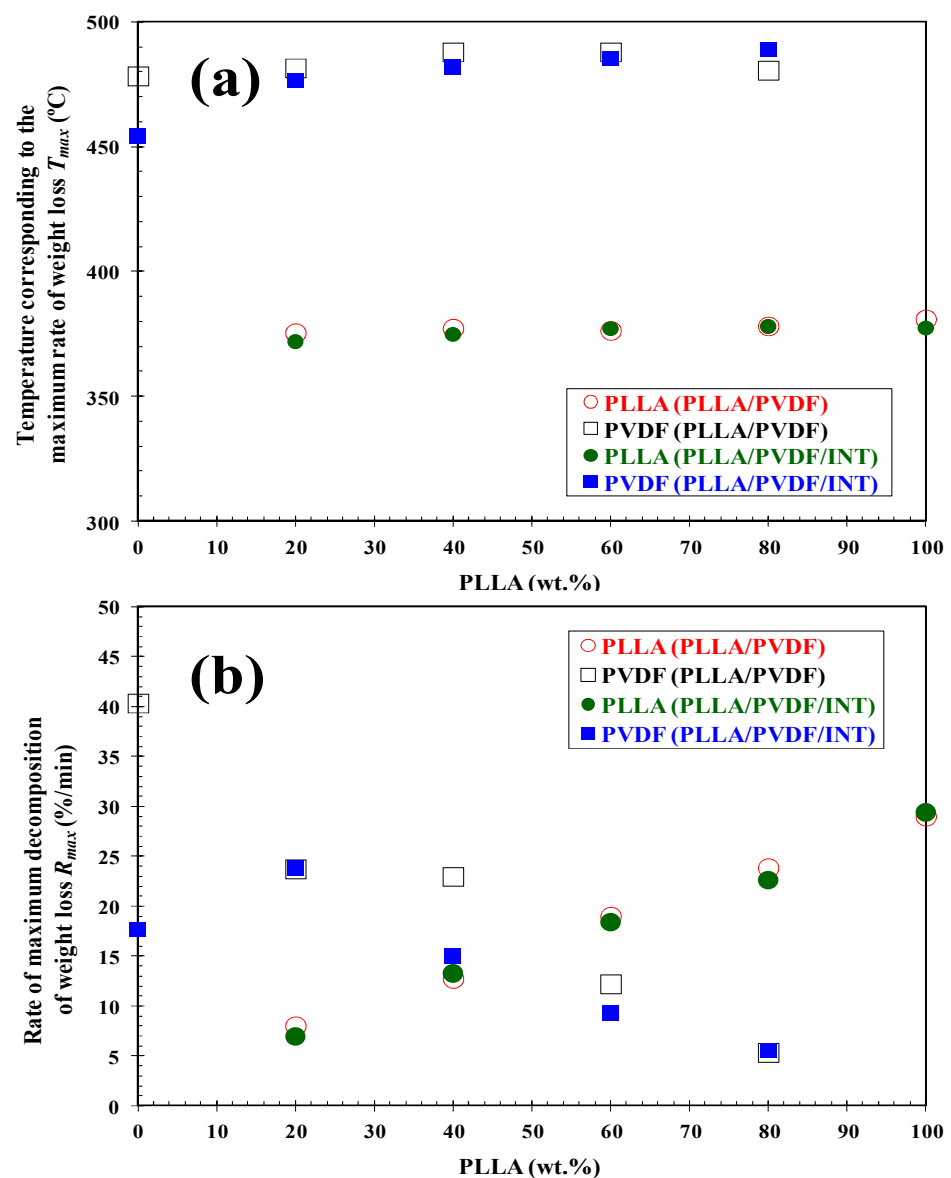 (a)
Temperature corresponding to the
maximum rate of weight loss Tmax (ºC)
500
450
400
350
300
PLLA (PLLA/PVDF)
PVDF (PLLA/PVDF)
PLLA (PLLA/PVDF/INT)
PVDF (PLLA/PVDF/INT)
0 10 20 30 40 50 60 70 80 90 100
PLLA (wt.%)
(b)
Rate of maximum decomposition
of weight loss Rmax (%/min)
50
45
40
35
30
25
20
15
10
5
0
PLLA (PLLA/PVDF)
PVDF (PLLA/PVDF)
PLLA (PLLA/PVDF/INT)
PVDF (PLLA/PVDF/INT)
0 10 20 30 40 50 60 70 80 90 100
PLLA (wt.%)